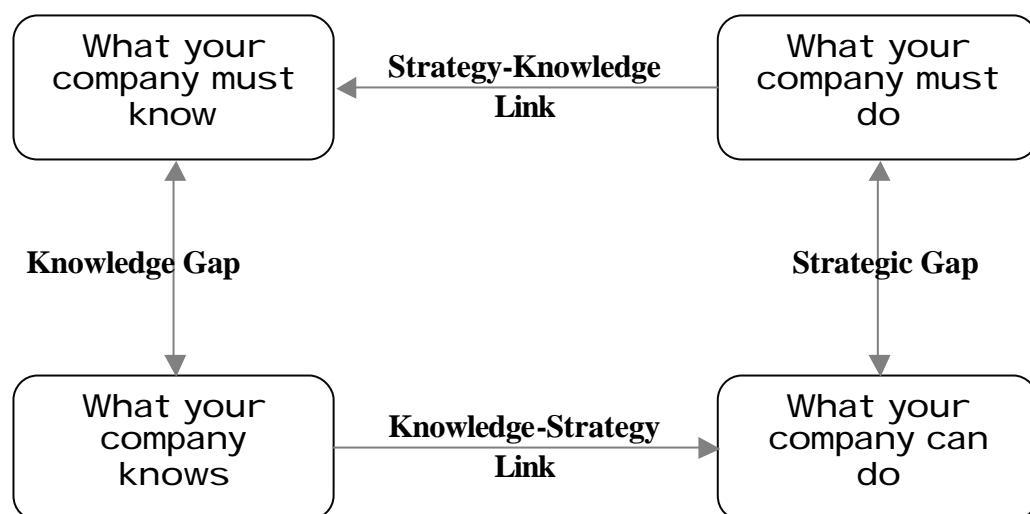 What your
company must
know
Strategy-Knowledge
Link
What your
company must
do
Knowledge Gap
Strategic Gap
What your
company
knows
Knowledge-Strategy
Link
What your
company can
do